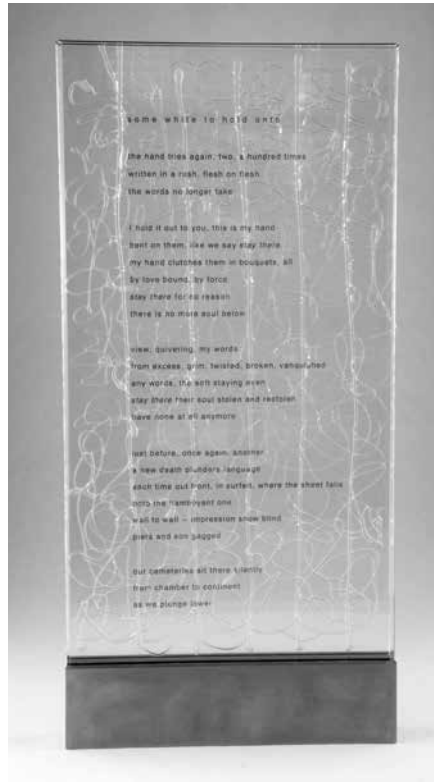 some white to hold onto
the hand tries again, two, a hundred times
written in a rush, flesh on flesh
the words no longer take
I hold it out to you, this is my hand
bent on them, like we say stay there
my hand clutches them in bouquets, all
by love bound, by force
stay there for no reason
there is no more soul below
view, quivering, my words
from excess, grim, twisted, broken, vanquished
any words, the soft staying even
stay there their soul stolen and restolen
have none at all anymore
lost before, once again, another
a new death plunders language
each time out front, in surfeit, where the shont falls
onto the flamboyant one
wall to wall – impression snow blind
pieta and son gagged
our cemeteries sit there silently
from chamber to continent
as we plunge lower